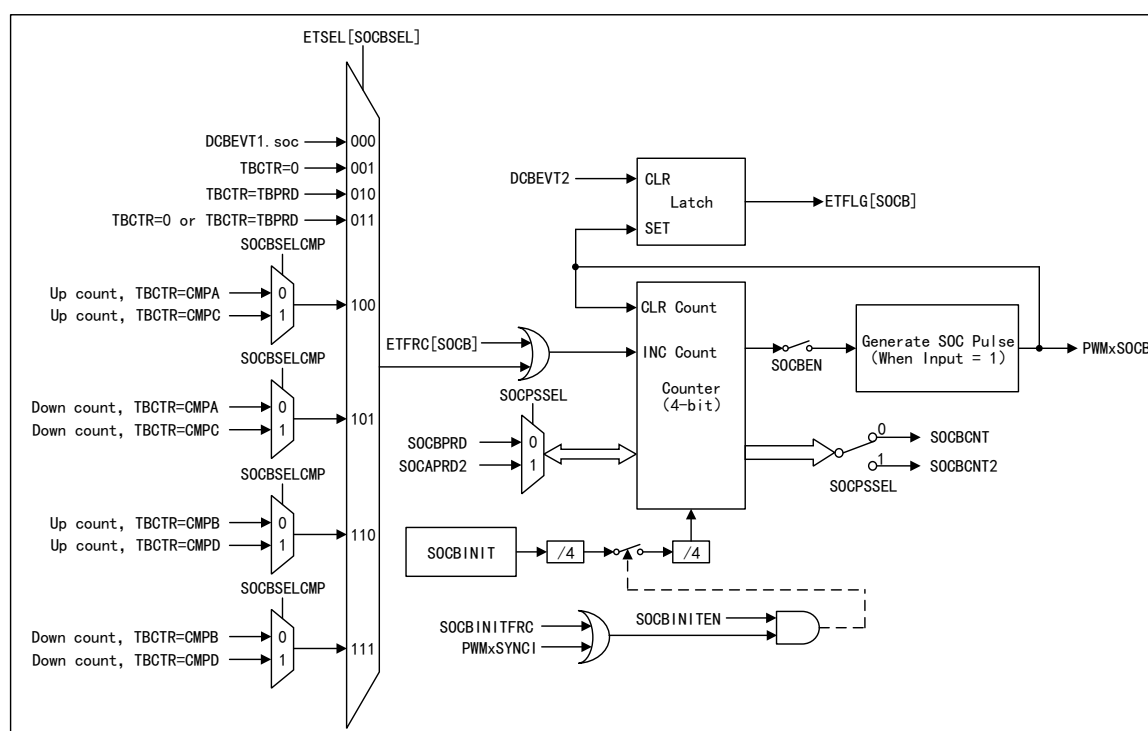 ETSEL[SOCBSEL]
DCBEVT1.soc
000
TBCTR=0
001
TBCTR=TBPRD
010
TBCTR=0 or TBCTR=TBPRD
011
SOCBSELCMP
Up count, TBCTR=CMPA
0
Up count, TBCTR=CMPC
1
100
SOCBSELCMP
Down count, TBCTR=CMPA
0
Down count, TBCTR=CMPC
1
101
SOCBSELCMP
Up count, TBCTR=CMPB
0
Up count, TBCTR=CMPD
1
110
SOCBSELCMP
Down count, TBCTR=CMPB
0
Down count, TBCTR=CMPD
1
111
DCBEVT2
CLR
Latch
SET
ETFLG[SOCB]
ETFRC[SOCB]
CLR Count
INC Count
Counter
(4-bit)
SOCBEN
Generate SOC Pulse
(When Input = 1)
PWMxSOCB
SOCPSSEL
SOCBPRD
0
SOCAPRD2
1
0
SOCBCNT
1
SOCBCNT2
SOCPSSEL
SOCBINIT
/4
/4
SOCBINITEN
SOCBINITFRC
PWMxSYNCI